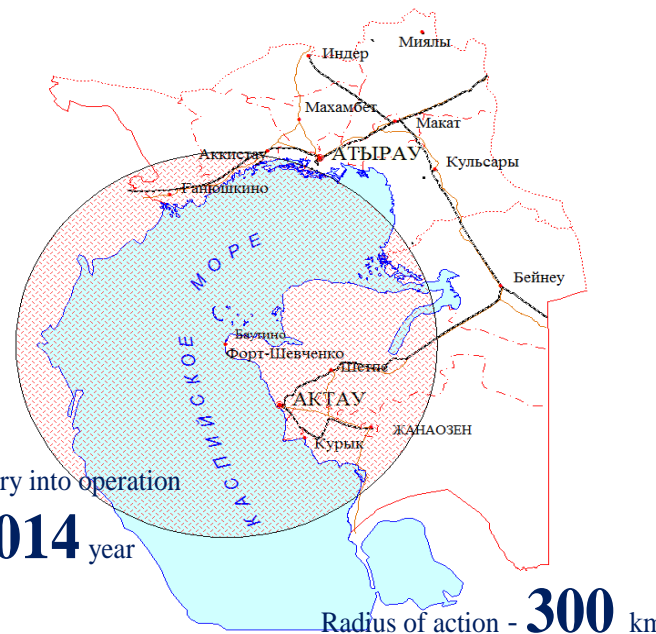 Миялы
Индер
Махамбет
Макат
Аккистау
АТЫРАУ
Кульсары
Ганюшкино
КАСПИЙСКОЕ МОРЕ
Бейнеу
Баутино
Форт-Шевченко
Шетпе
АКТАУ
ЖАНАОЗЕН
Курык
ry into operation
014 year
Radius of action - 300 km